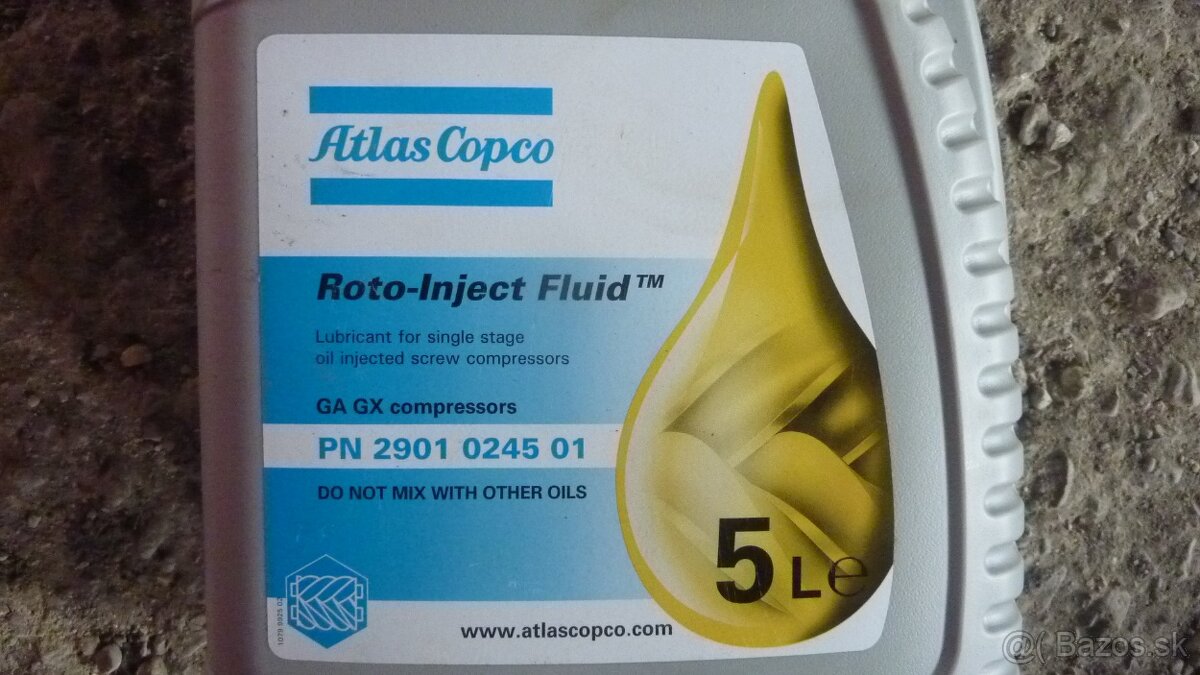 Atlas Copco
Roto-Inject Fluid™
Lubricant for single stage
oil injected screw compressors
GA GX compressors
PN 2901 0245 01
DO NOT MIX WITH OTHER OILS
5 L℮
www.atlascopco.com
@( Bazos.sk